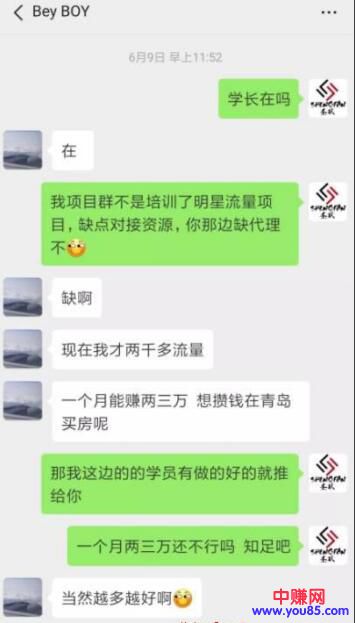 Bey BOY
6月9日 早上11:52
学长在吗
在
我项目群不是培训了明星流量项
目，缺点对接资源，你那边缺代理
不
缺啊
现在我才两千多流量
一个月能赚两三万 想攒钱在青岛
买房呢
那我这边的的学员有做的好的就推
给你
一个月两三万还不行吗 知足吧
当然越多越好啊
中赚网
www.you85.com